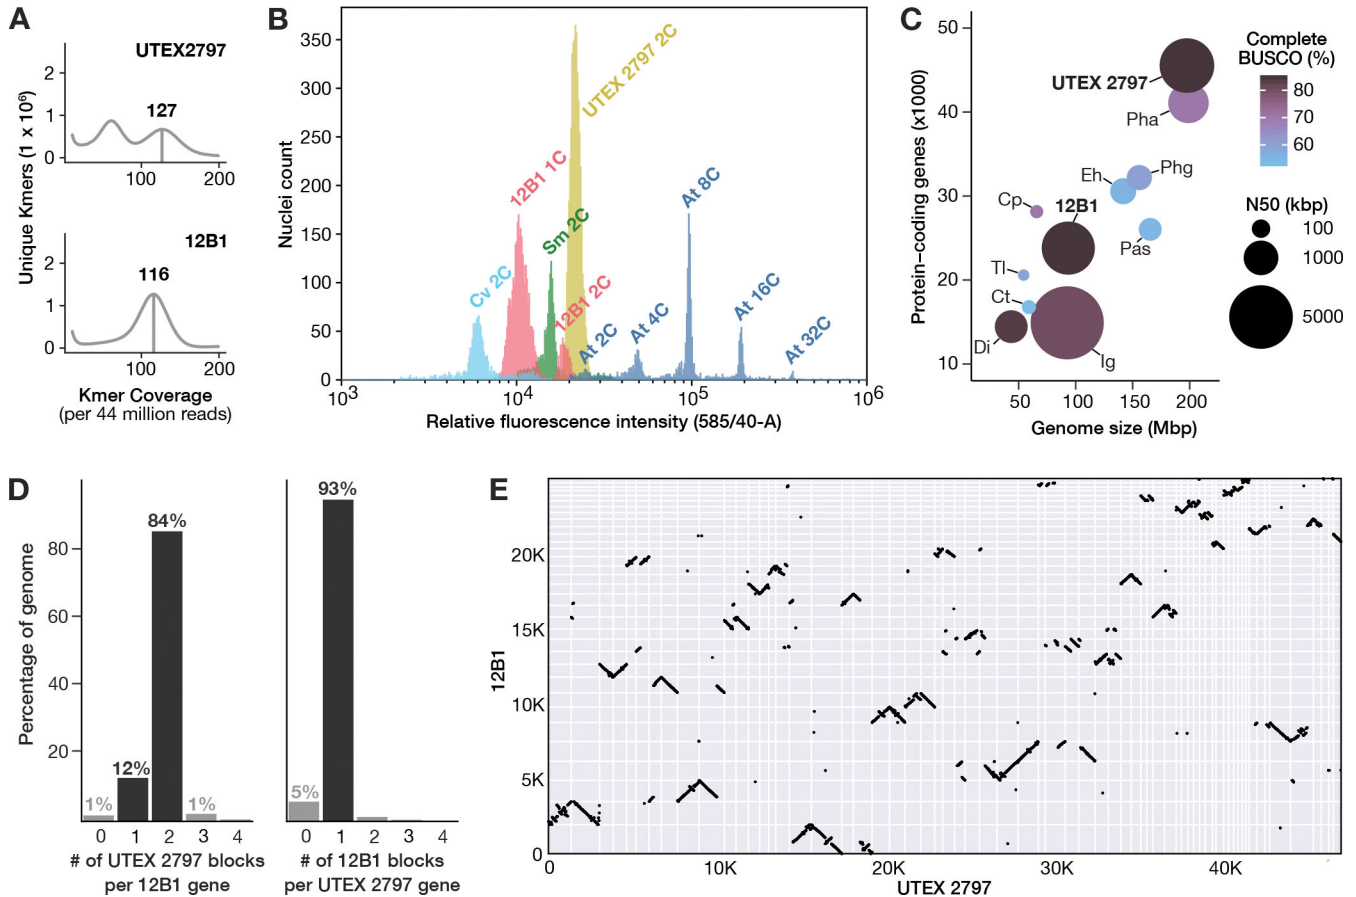 A
UTEX2797
Unique Kmers (1 x 10⁶)
2
1
0
127
100
200
12B1
2
1
0
116
100
200
Kmer Coverage
(per 44 million reads)
B
Nuclei count
350
300
250
200
150
100
50
0
Cv 2C
12B1 1C
Sm 2C
12B1 2C
UTEX 2797 2C
At 2C
At 4C
At 8C
At 16C
At 32C
10³
10⁴
10⁵
10⁶
Relative fluorescence intensity (585/40-A)
C
Protein–coding genes (x1000)
50
40
30
20
10
UTEX 2797
Pha
Eh
Phg
Cp
12B1
Pas
Tl
Ct
Di
Ig
50
100
150
200
Genome size (Mbp)
Complete
BUSCO (%)
80
70
60
N50 (kbp)
100
1000
5000
D
Percentage of genome
80
60
40
20
1%
12%
84%
1%
0 1 2 3 4
# of UTEX 2797 blocks
per 12B1 gene
5%
93%
0 1 2 3 4
# of 12B1 blocks
per UTEX 2797 gene
E
12B1
20K
15K
10K
5K
0
0
10K
20K
30K
40K
UTEX 2797